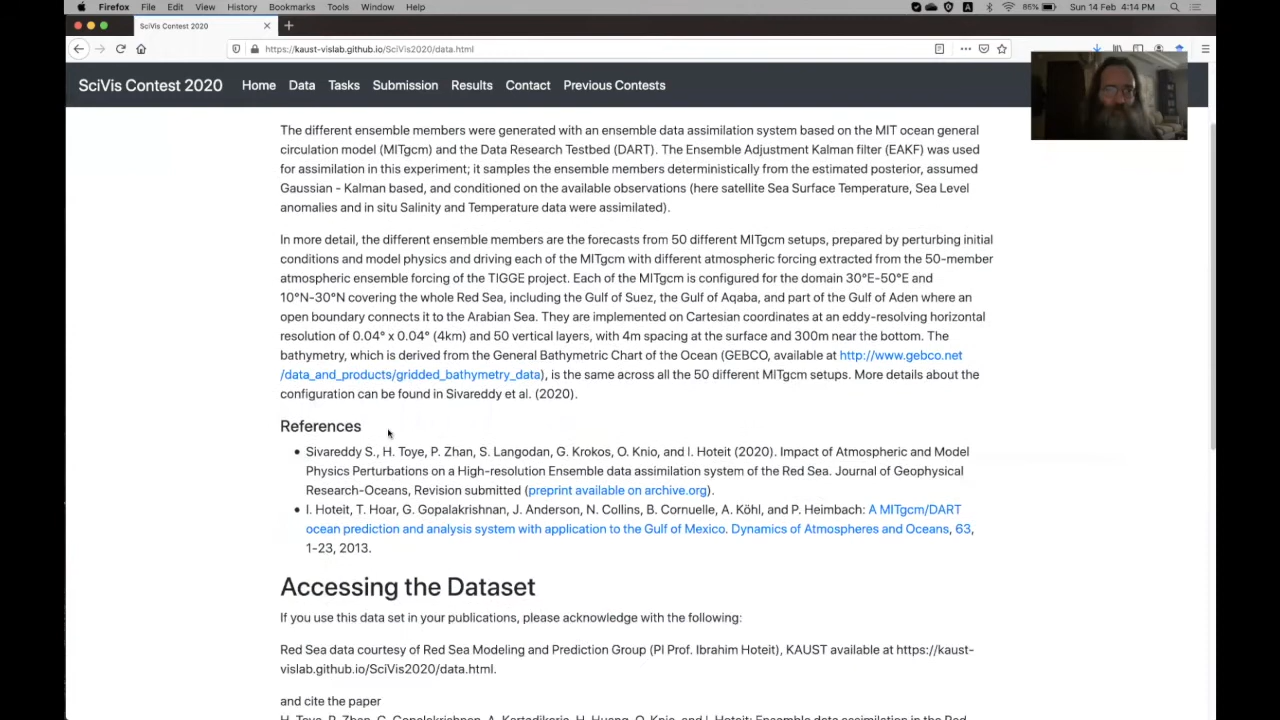 Firefox File Edit View History Bookmarks Tools Window Help
A 86% Sun 14 Feb 4:14 PM
SciVis Contest 2020
https://kaust-vislab.github.io/SciVis2020/data.html
SciVis Contest 2020 Home Data Tasks Submission Results Contact Previous Contests
The different ensemble members were generated with an ensemble data assimilation system based on the MIT ocean general
circulation model (MITgcm) and the Data Research Testbed (DART). The Ensemble Adjustment Kalman filter (EAKF) was used
for assimilation in this experiment; it samples the ensemble members deterministically from the estimated posterior, assumed
Gaussian - Kalman based, and conditioned on the available observations (here satellite Sea Surface Temperature, Sea Level
anomalies and in situ Salinity and Temperature data were assimilated).
In more detail, the different ensemble members are the forecasts from 50 different MITgcm setups, prepared by perturbing initial
conditions and model physics and driving each of the MITgcm with different atmospheric forcing extracted from the 50-member
atmospheric ensemble forcing of the TIGGE project. Each of the MITgcm is configured for the domain 30°E-50°E and
10°N-30°N covering the whole Red Sea, including the Gulf of Suez, the Gulf of Aqaba, and part of the Gulf of Aden where an
open boundary connects it to the Arabian Sea. They are implemented on Cartesian coordinates at an eddy-resolving horizontal
resolution of 0.04° x 0.04° (4km) and 50 vertical layers, with 4m spacing at the surface and 300m near the bottom. The
bathymetry, which is derived from the General Bathymetric Chart of the Ocean (GEBCO, available at http://www.gebco.net
/data_and_products/gridded_bathymetry_data), is the same across all the 50 different MITgcm setups. More details about the
configuration can be found in Sivareddy et al. (2020).
References
• Sivareddy S., H. Toye, P. Zhan, S. Langodan, G. Krokos, O. Knio, and I. Hoteit (2020). Impact of Atmospheric and Model
Physics Perturbations on a High-resolution Ensemble data assimilation system of the Red Sea. Journal of Geophysical
Research-Oceans, Revision submitted (preprint available on archive.org).
• I. Hoteit, T. Hoar, G. Gopalakrishnan, J. Anderson, N. Collins, B. Cornuelle, A. Köhl, and P. Heimbach: A MITgcm/DART
ocean prediction and analysis system with application to the Gulf of Mexico. Dynamics of Atmospheres and Oceans, 63,
1-23, 2013.
Accessing the Dataset
If you use this data set in your publications, please acknowledge with the following:
Red Sea data courtesy of Red Sea Modeling and Prediction Group (PI Prof. Ibrahim Hoteit), KAUST available at https://kaust-
vislab.github.io/SciVis2020/data.html.
and cite the paper
H. Toye, P. Zhan, G. Gopalakrishnan, A. Kartadikaria, H. Huang, O. Knio, and I. Hoteit: Ensemble data assimilation in the Red